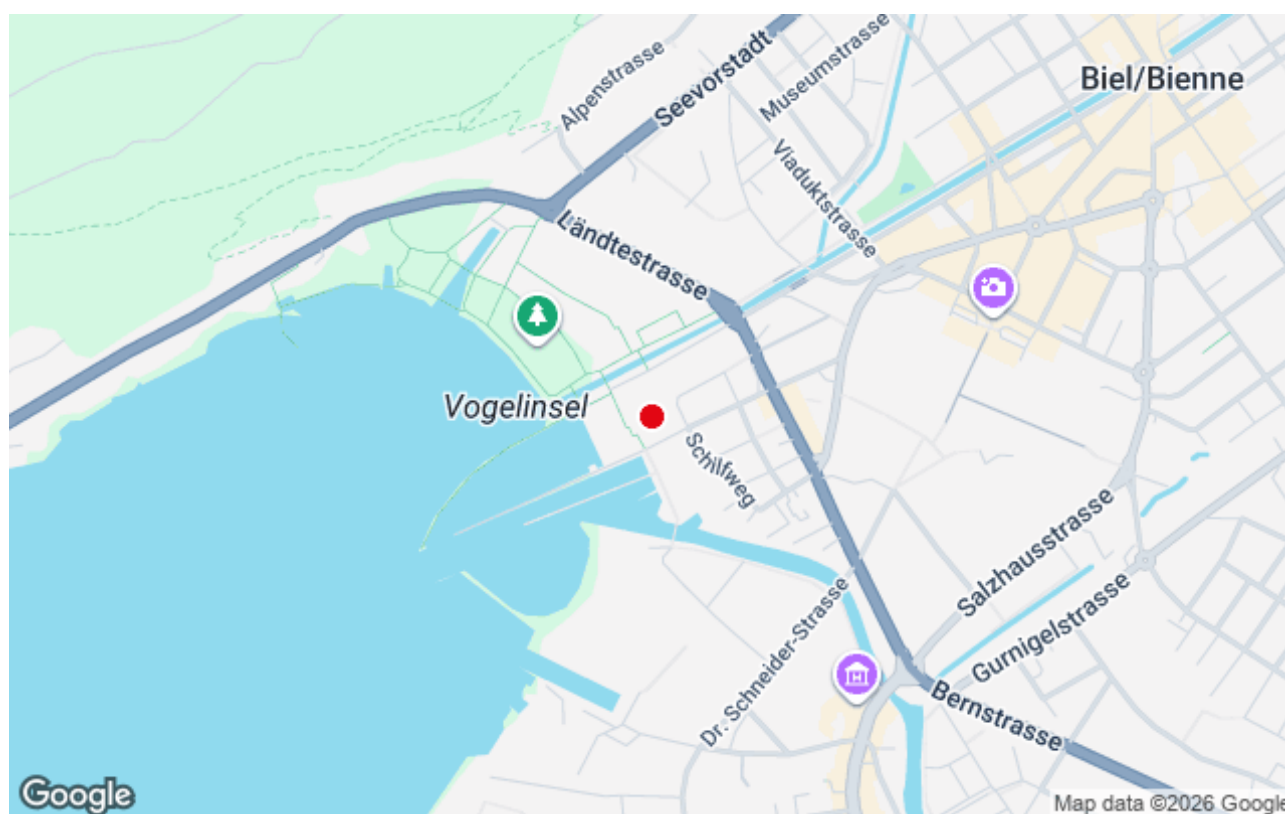 Alpenstrasse
Seevorstadt
Museumstrasse
Biel/Bienne
Viaduktstrasse
Ländtestrasse
Vogelinsel
Schilfweg
Salzhausstrasse
Gurnigelstrasse
Dr. Schneider-Strasse
Bernstrasse
Google
Map data ©2026 Google